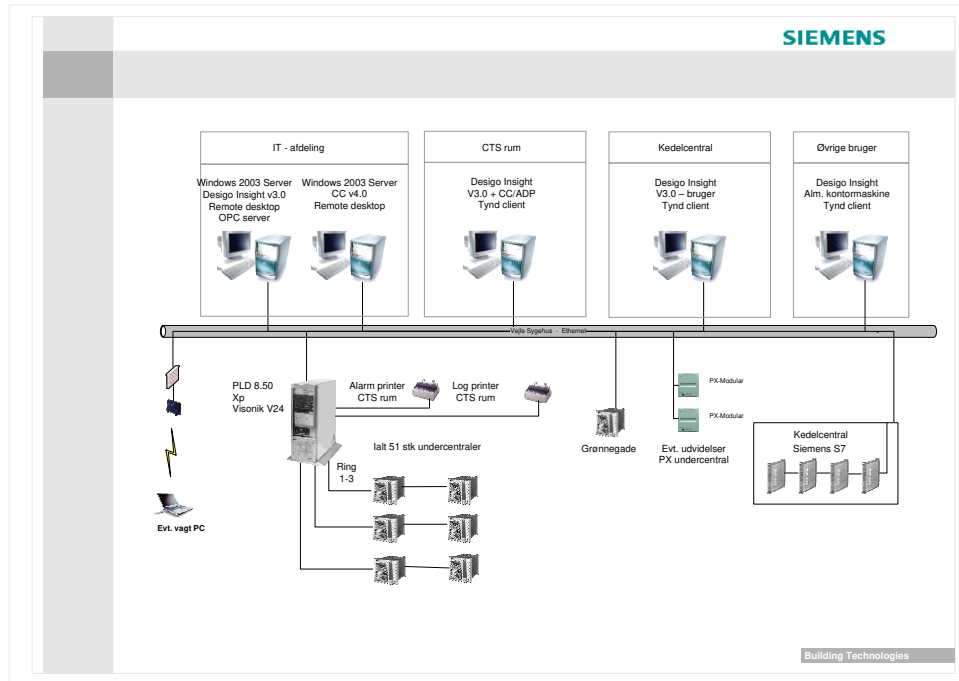 SIEMENS
IT - afdeling
Windows 2003 Server
Desigo Insight v3.0
Remote desktop
OPC server
Windows 2003 Server
CC v4.0
Remote desktop
CTS rum
Desigo Insight
V3.0 + CC/ADP
Tynd client
Kedelcentral
Desigo Insight
V3.0 – bruger
Tynd client
Øvrige bruger
Desigo Insight
Alm. kontormaskine
Tynd client
Vejle Sygehus - Ethernet
PLD 8.50
Xp
Visonik V24
Alarm printer
CTS rum
Log printer
CTS rum
Ialt 51 stk undercentraler
Ring
1-3
Grønnegade
PX-Modular
PX-Modular
Evt. udvidelser
PX undercentral
Kedelcentral
Siemens S7
Evt. vagt PC
Building Technologies